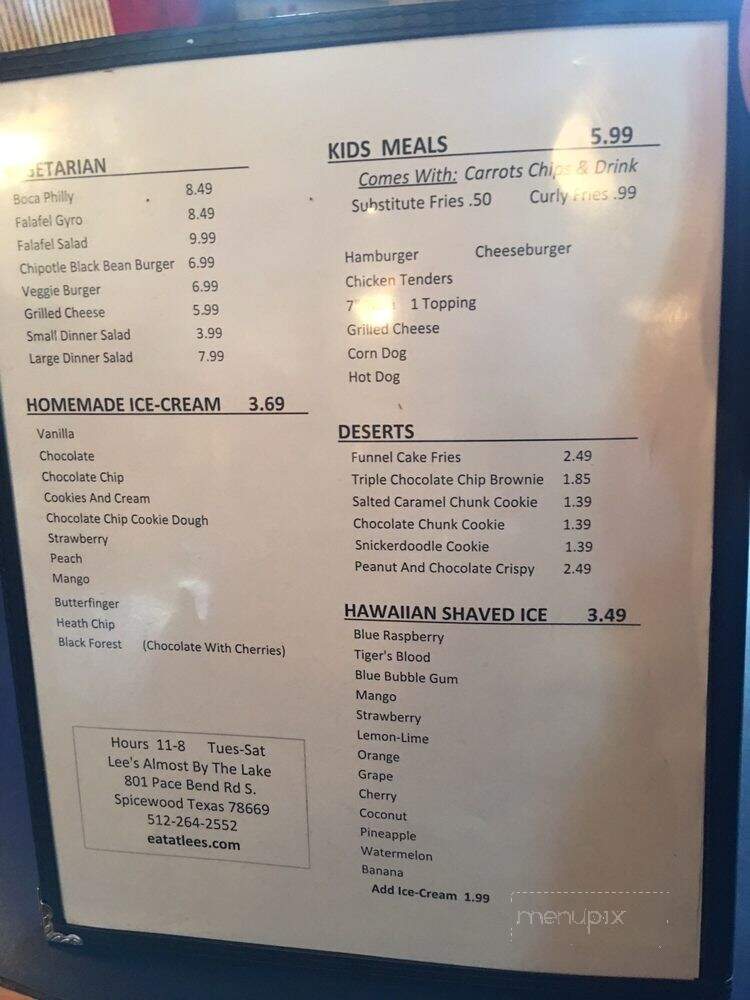 ETARIAN
Boca Philly 8.49
Falafel Gyro 8.49
Falafel Salad 9.99
Chipotle Black Bean Burger 6.99
Veggie Burger 6.99
Grilled Cheese 5.99
Small Dinner Salad 3.99
Large Dinner Salad 7.99
HOMEMADE ICE-CREAM 3.69
Vanilla
Chocolate
Chocolate Chip
Cookies And Cream
Chocolate Chip Cookie Dough
Strawberry
Peach
Mango
Butterfinger
Heath Chip
Black Forest (Chocolate With Cherries)
Hours 11-8 Tues-Sat
Lee's Almost By The Lake
801 Pace Bend Rd S.
Spicewood Texas 78669
512-264-2552
eatatlees.com
KIDS MEALS 5.99
Comes With: Carrots Chips & Drink
Substitute Fries .50 Curly Fries .99
Hamburger Cheeseburger
Chicken Tenders
7" 1 Topping
Grilled Cheese
Corn Dog
Hot Dog
DESERTS
Funnel Cake Fries 2.49
Triple Chocolate Chip Brownie 1.85
Salted Caramel Chunk Cookie 1.39
Chocolate Chunk Cookie 1.39
Snickerdoodle Cookie 1.39
Peanut And Chocolate Crispy 2.49
HAWAIIAN SHAVED ICE 3.49
Blue Raspberry
Tiger's Blood
Blue Bubble Gum
Mango
Strawberry
Lemon-Lime
Orange
Grape
Cherry
Coconut
Pineapple
Watermelon
Banana
Add Ice-Cream 1.99
menupix